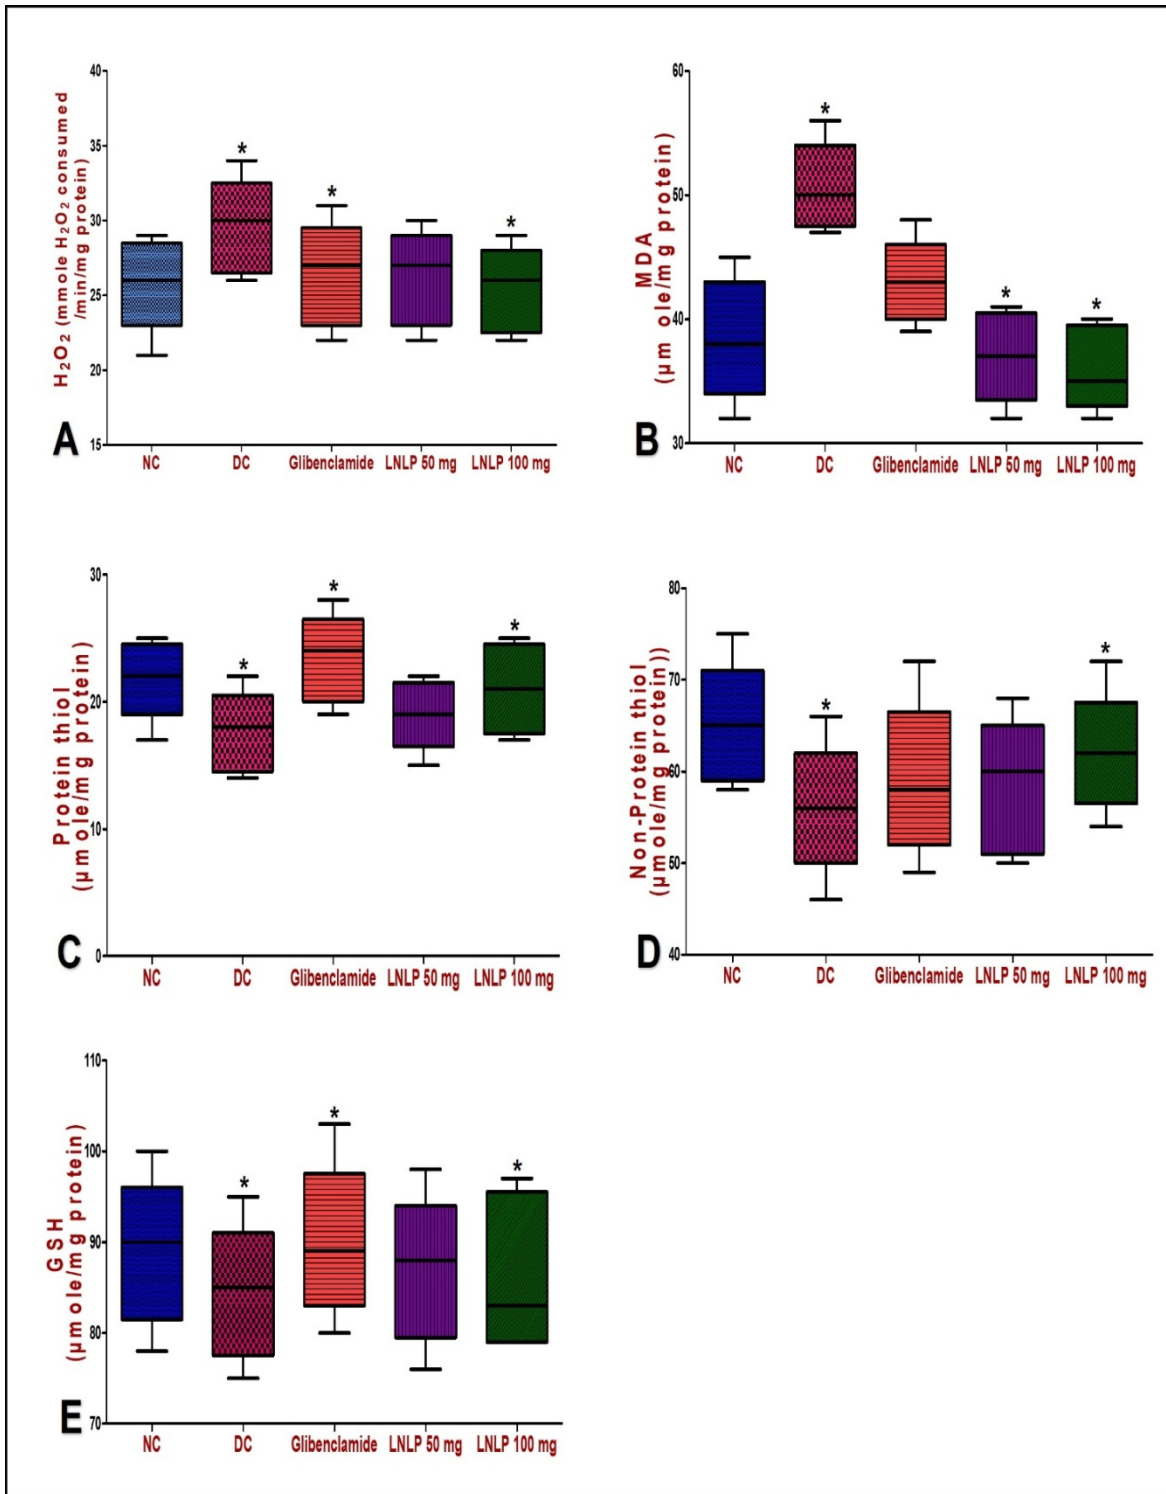 H₂O₂ (mmole H₂O₂ consumed
/min/mg protein)
40
35
30
25
20
15
*
*
*
A
NC
DC
Glibenclamide
LNLP 50 mg
LNLP 100 mg
MDA
(µm ole/mg protein)
60
50
40
30
*
*
*
B
NC
DC
Glibenclamide
LNLP 50 mg
LNLP 100 mg
Protein thiol
(µmole/mg protein)
30
20
10
0
*
*
*
C
NC
DC
Glibenclamide
LNLP 50 mg
LNLP 100 mg
Non-Protein thiol
(µmole/mg protein))
80
70
60
50
40
*
*
D
NC
DC
Glibenclamide
LNLP 50 mg
LNLP 100 mg
GSH
(µmole/mg protein)
110
100
90
80
70
*
*
*
E
NC
DC
Glibenclamide
LNLP 50 mg
LNLP 100 mg